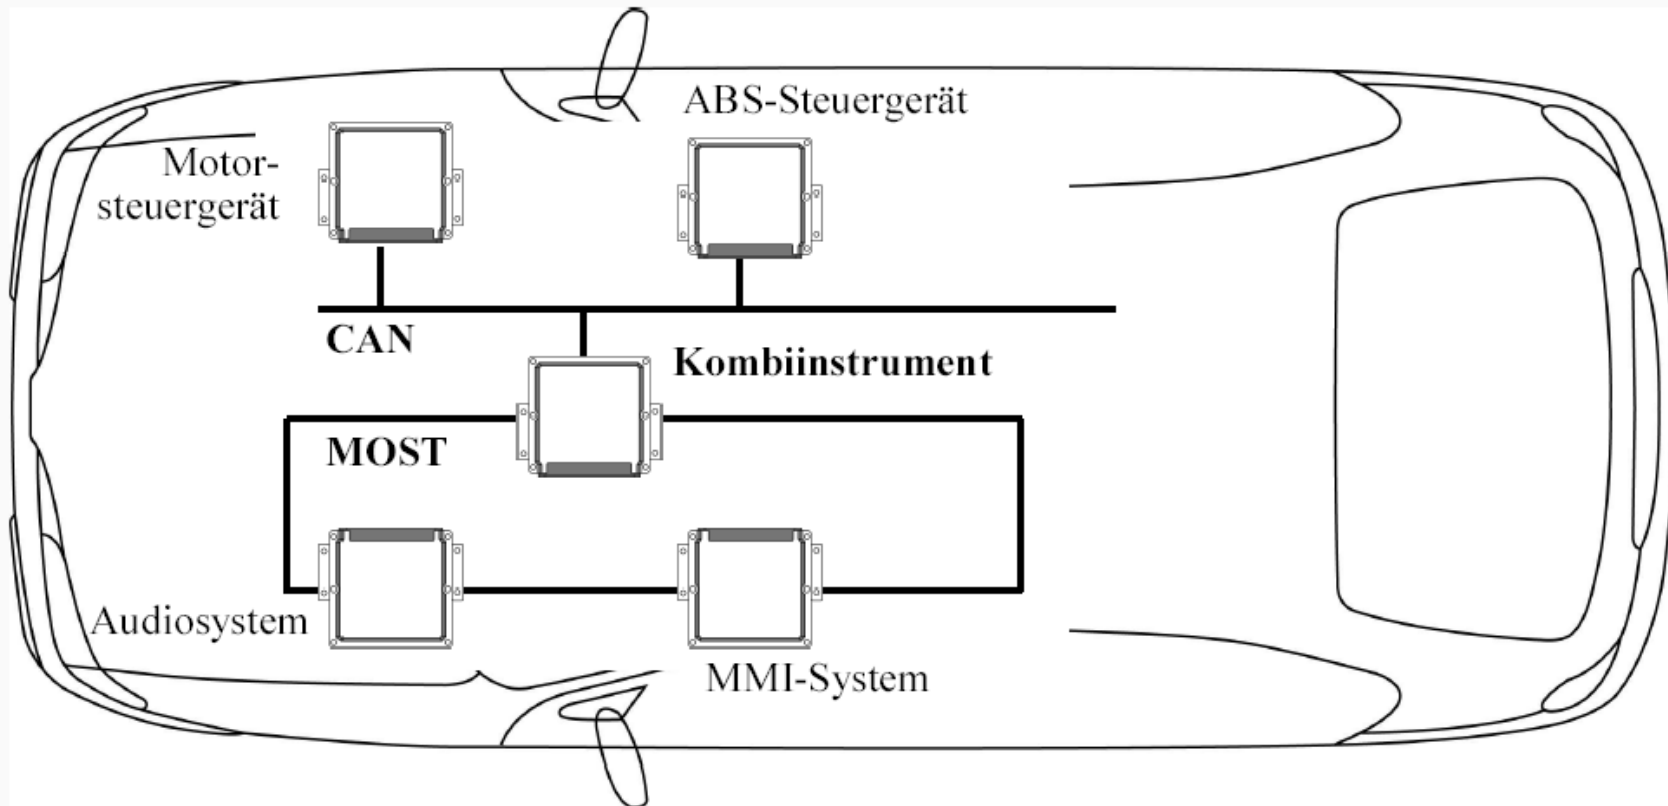 ABS-Steuergerät
Motor-
steuergerät
CAN
Kombiinstrument
MOST
Audiosystem
MMI-System